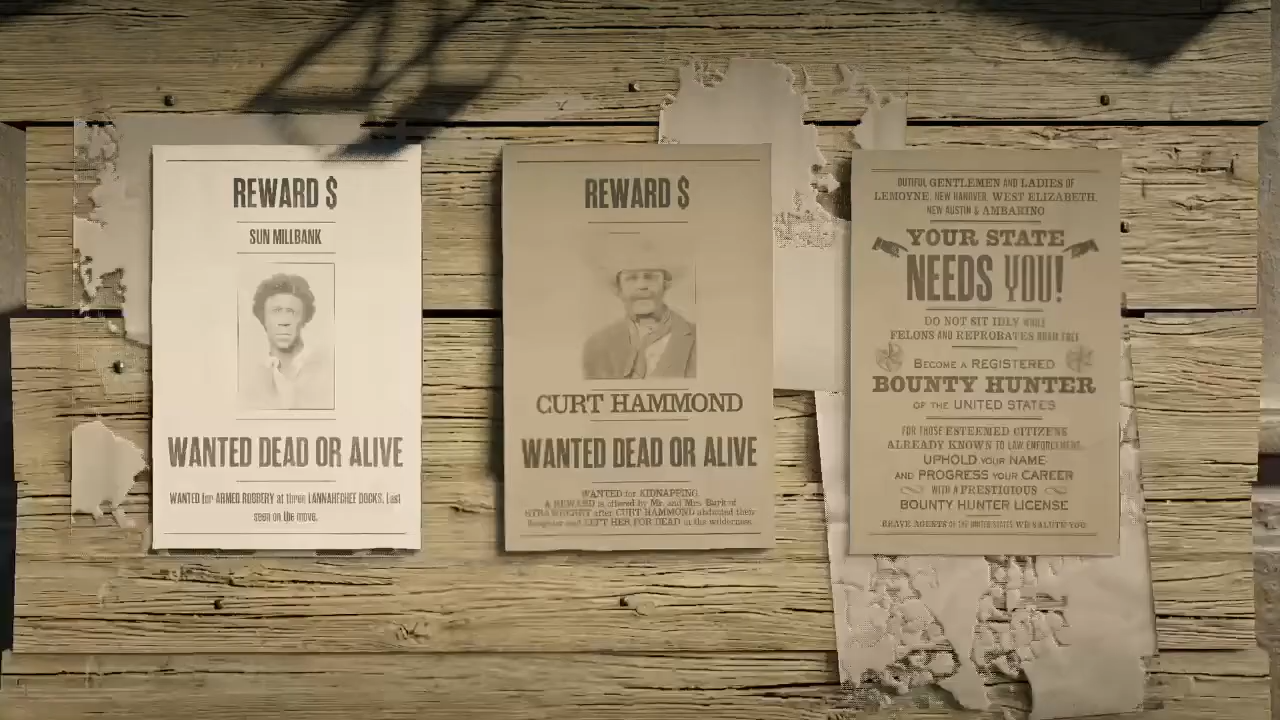 REWARD $
SUN MILLBANK
WANTED DEAD OR ALIVE
WANTED for ARMED ROBBERY at three LANNAHECHEE DOCKS. Last
seen on the move.
REWARD $
CURT HAMMOND
WANTED DEAD OR ALIVE
WANTED for KIDNAPPING.
A REWARD is offered by Mr. and Mrs. Bark of
STRAWBERRY after CURT HAMMOND abducted their
daughter and LEFT HER FOR DEAD in the wilderness.
DUTIFUL GENTLEMEN AND LADIES OF
LEMOYNE, NEW HANOVER, WEST ELIZABETH,
NEW AUSTIN & AMBARINO
YOUR STATE
NEEDS YOU!
DO NOT SIT IDLY WHILE
FELONS AND REPROBATES ROAM FREE
BECOME A REGISTERED
BOUNTY HUNTER
OF THE UNITED STATES
FOR THOSE ESTEEMED CITIZENS
ALREADY KNOWN TO LAW ENFORCEMENT,
UPHOLD YOUR NAME
AND PROGRESS YOUR CAREER
WITH A PRESTIGIOUS
BOUNTY HUNTER LICENSE
BRAVE AGENTS OF THE UNITED STATES WE SALUTE YOU